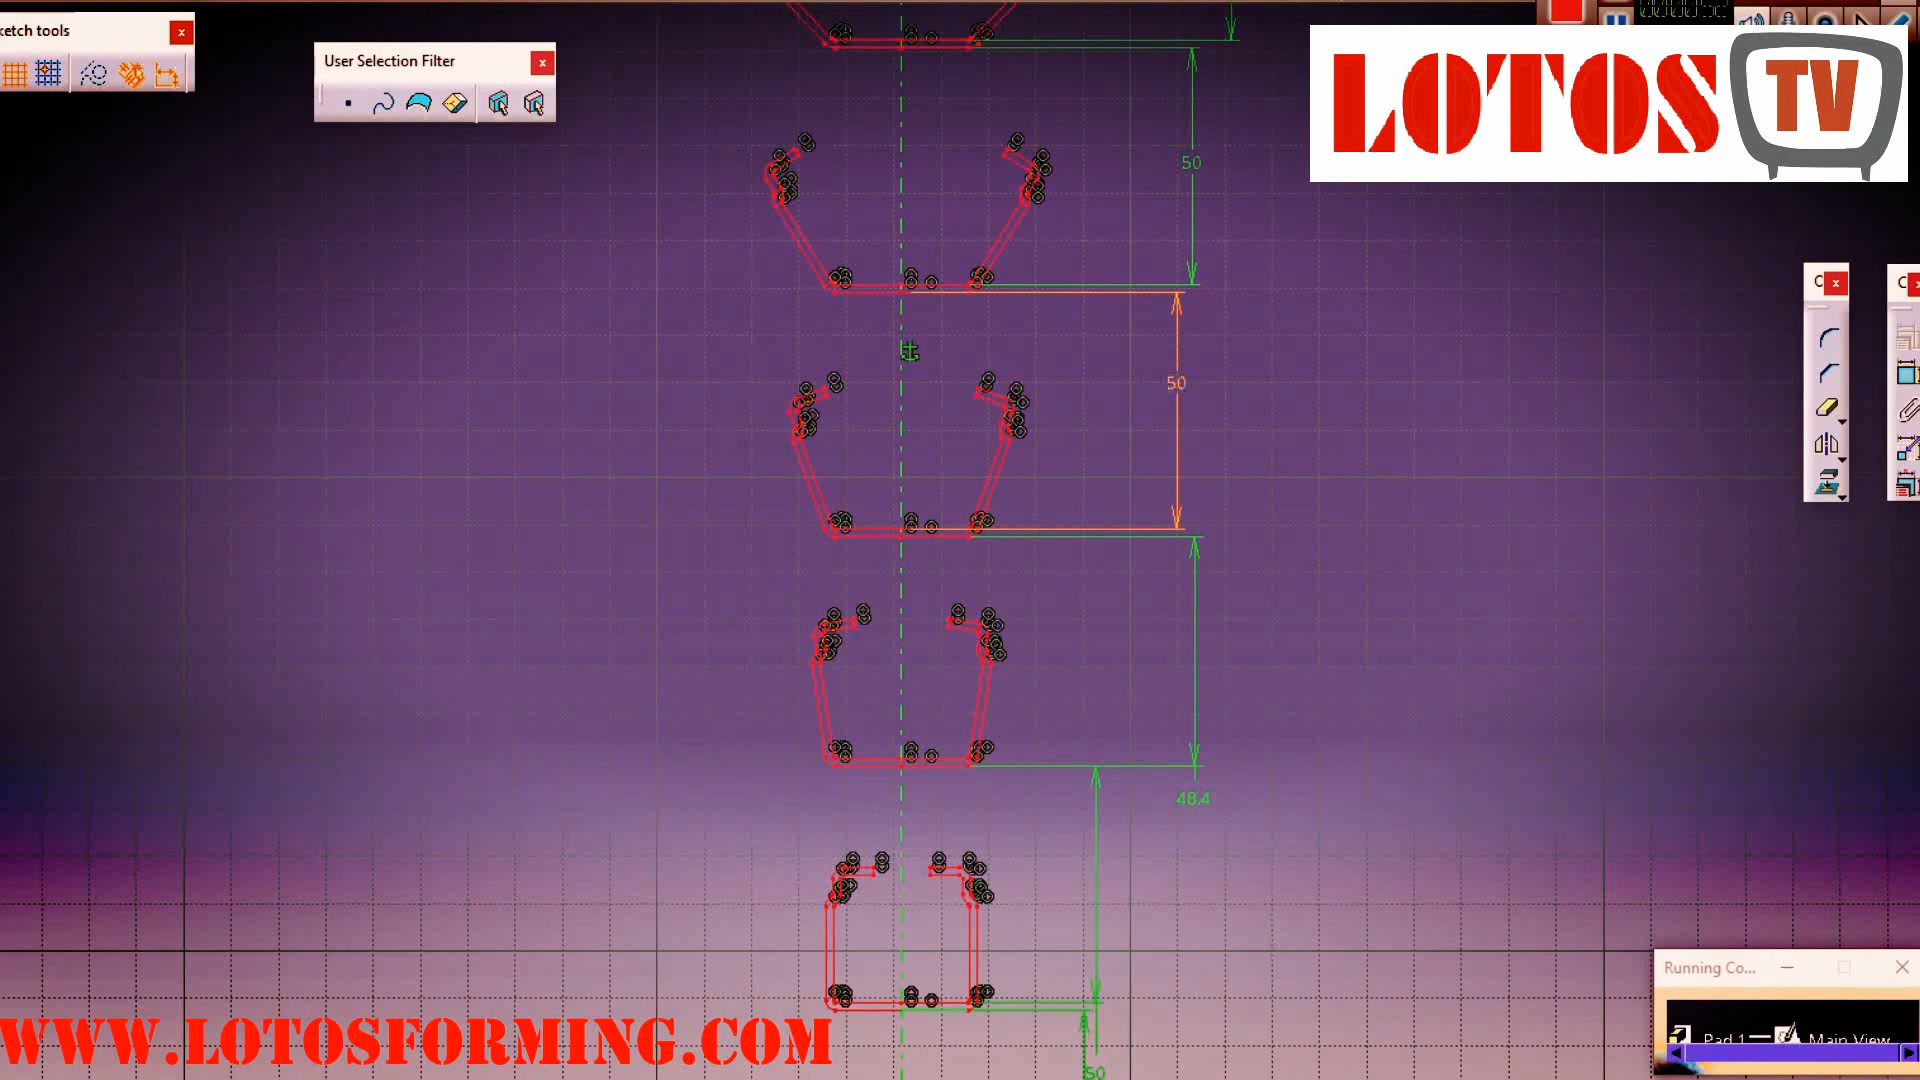 ketch tools
User Selection Filter
LOTOS TV
50
C
C
50
48,4
Running Co...
Pad 1
Main View
WWW.LOTOSFORMING.COM
50